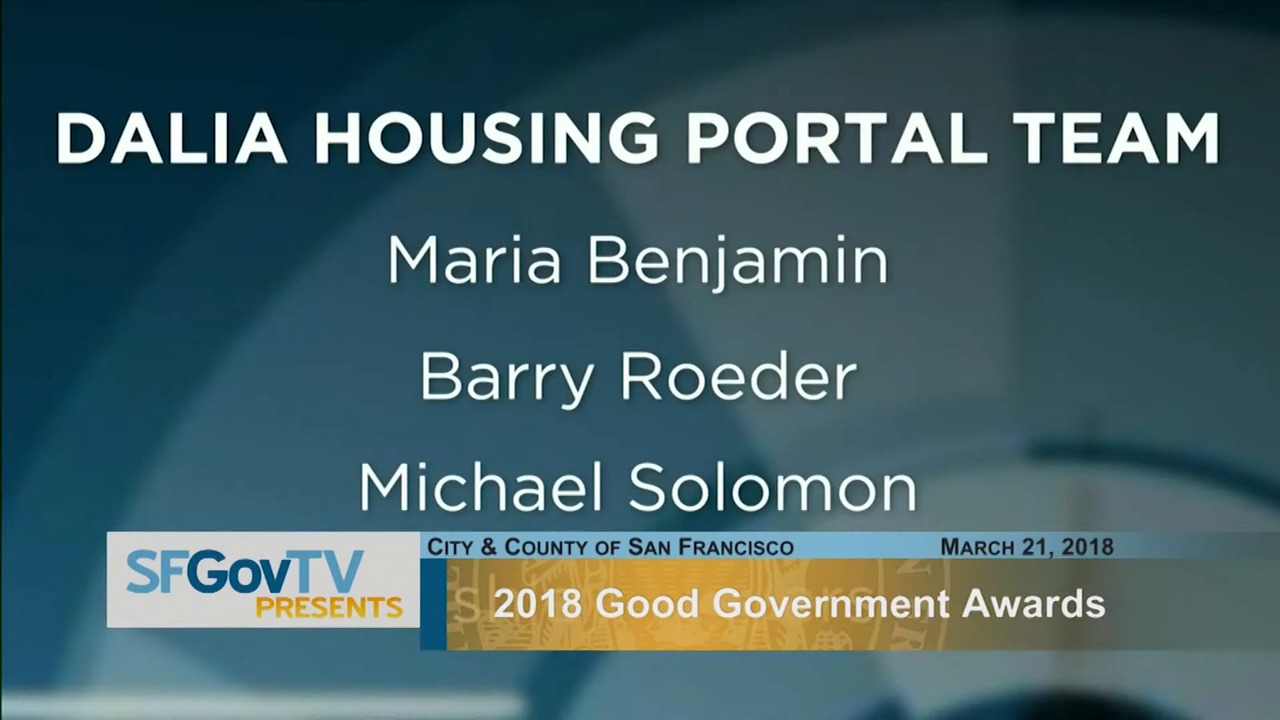 DALIA HOUSING PORTAL TEAM
Maria Benjamin
Barry Roeder
Michael Solomon
CITY & COUNTY OF SAN FRANCISCO
MARCH 21, 2018
SFGovTV
PRESENTS
2018 Good Government Awards